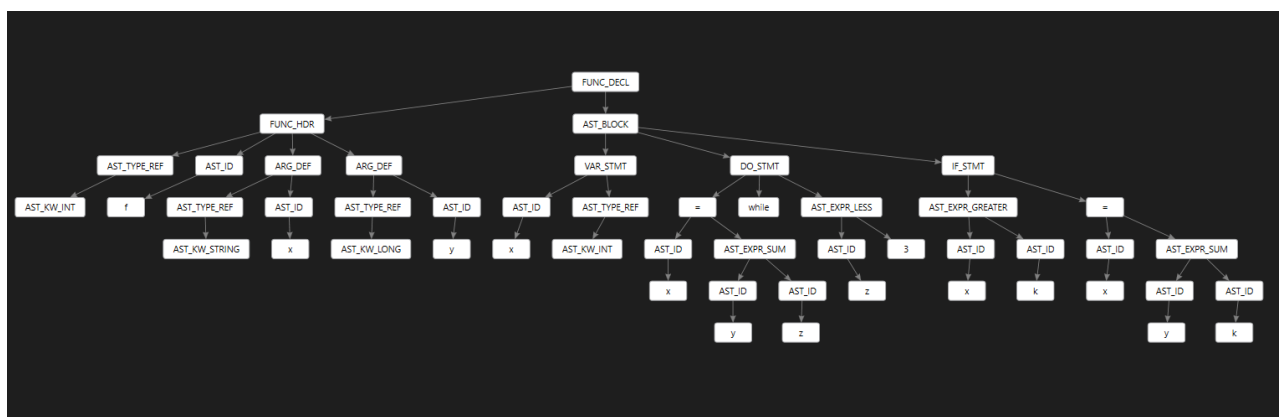 FUNC_DECL
FUNC_HDR AST_BLOCK
AST_TYPE_REF AST_ID ARG_DEF ARG_DEF VAR_STMT DO_STMT IF_STMT
AST_KW_INT f AST_TYPE_REF AST_ID AST_TYPE_REF AST_ID AST_ID AST_TYPE_REF = while AST_EXPR_LESS AST_EXPR_GREATER =
AST_KW_STRING x AST_KW_LONG y x AST_KW_INT AST_ID AST_EXPR_SUM AST_ID 3 AST_ID AST_ID AST_ID AST_EXPR_SUM
x AST_ID AST_ID z x k x AST_ID AST_ID
y z y k